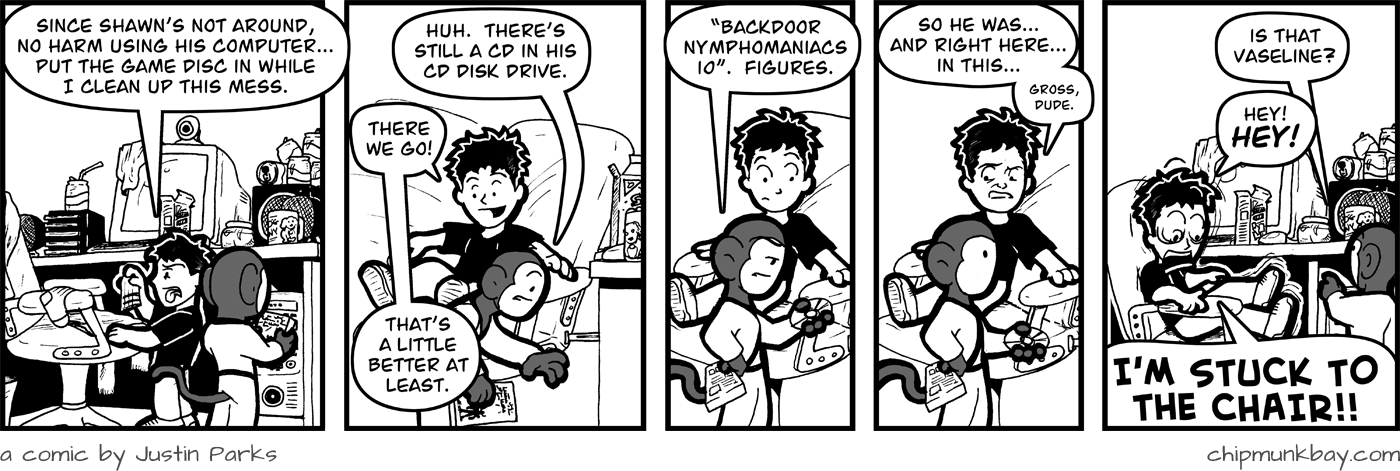 SINCE SHAWN'S NOT AROUND,
NO HARM USING HIS COMPUTER...
PUT THE GAME DISC IN WHILE
I CLEAN UP THIS MESS.
THERE
WE GO!
THAT'S
A LITTLE
BETTER AT
LEAST.
HUH. THERE'S
STILL A CD IN HIS
CD DISK DRIVE.
"BACKDOOR
NYMPHOMANIACS
10". FIGURES.
SO HE WAS...
AND RIGHT HERE...
IN THIS...
GROSS,
DUDE.
IS THAT
VASELINE?
HEY!
HEY!
I'M STUCK TO
THE CHAIR!!
a comic by Justin Parks
chipmunkbay.com